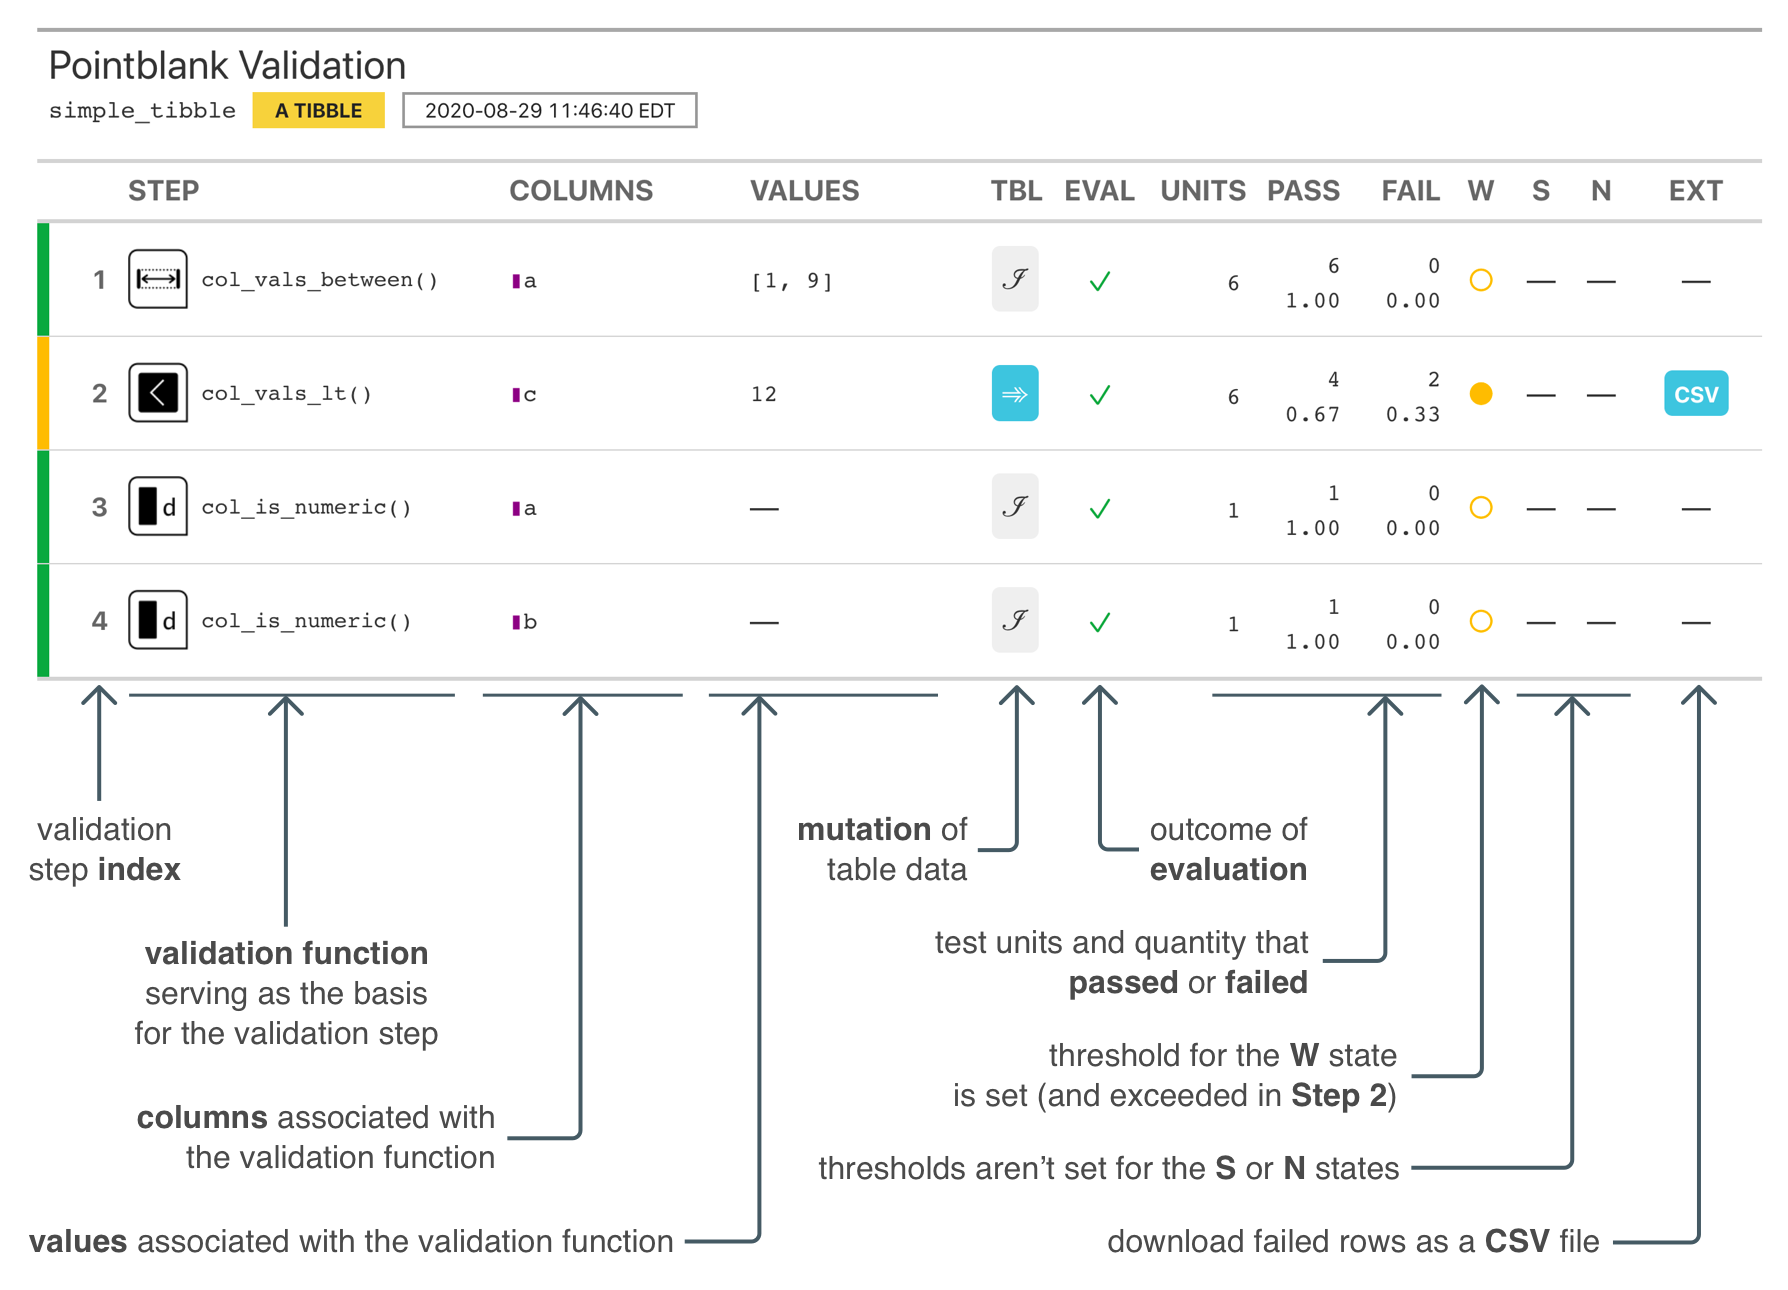 Pointblank Validation
simple_tibble A TIBBLE 2020-08-29 11:46:40 EDT
STEP COLUMNS VALUES TBL EVAL UNITS PASS FAIL W S N EXT
1 col_vals_between() a [1, 9] ℐ ✓ 6 6 0 — — —
1.00 0.00
2 < col_vals_lt() c 12 ✓ 6 4 2 — — CSV
0.67 0.33
3 d col_is_numeric() a — ℐ ✓ 1 1 0 — — —
1.00 0.00
4 d col_is_numeric() b — ℐ ✓ 1 1 0 — — —
1.00 0.00
validation
step index
mutation of
table data
outcome of
evaluation
validation function
serving as the basis
for the validation step
test units and quantity that
passed or failed
columns associated with
the validation function
threshold for the W state
is set (and exceeded in Step 2)
thresholds aren't set for the S or N states
values associated with the validation function
download failed rows as a CSV file